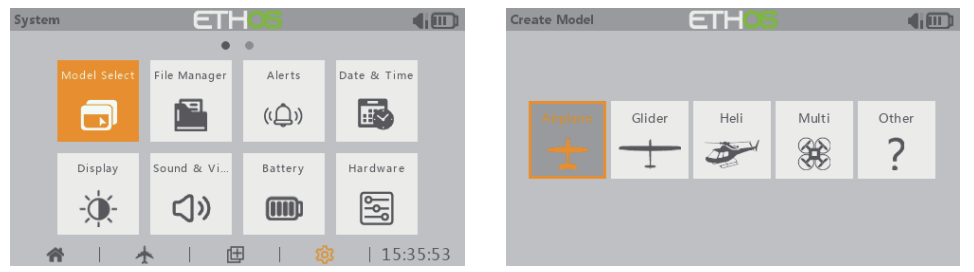 System
ETHOS
Model Select
File Manager
Alerts
Date & Time
Display
Sound & Vi...
Battery
Hardware
15:35:53
Create Model
ETHOS
Airplane
Glider
Heli
Multi
Other
?